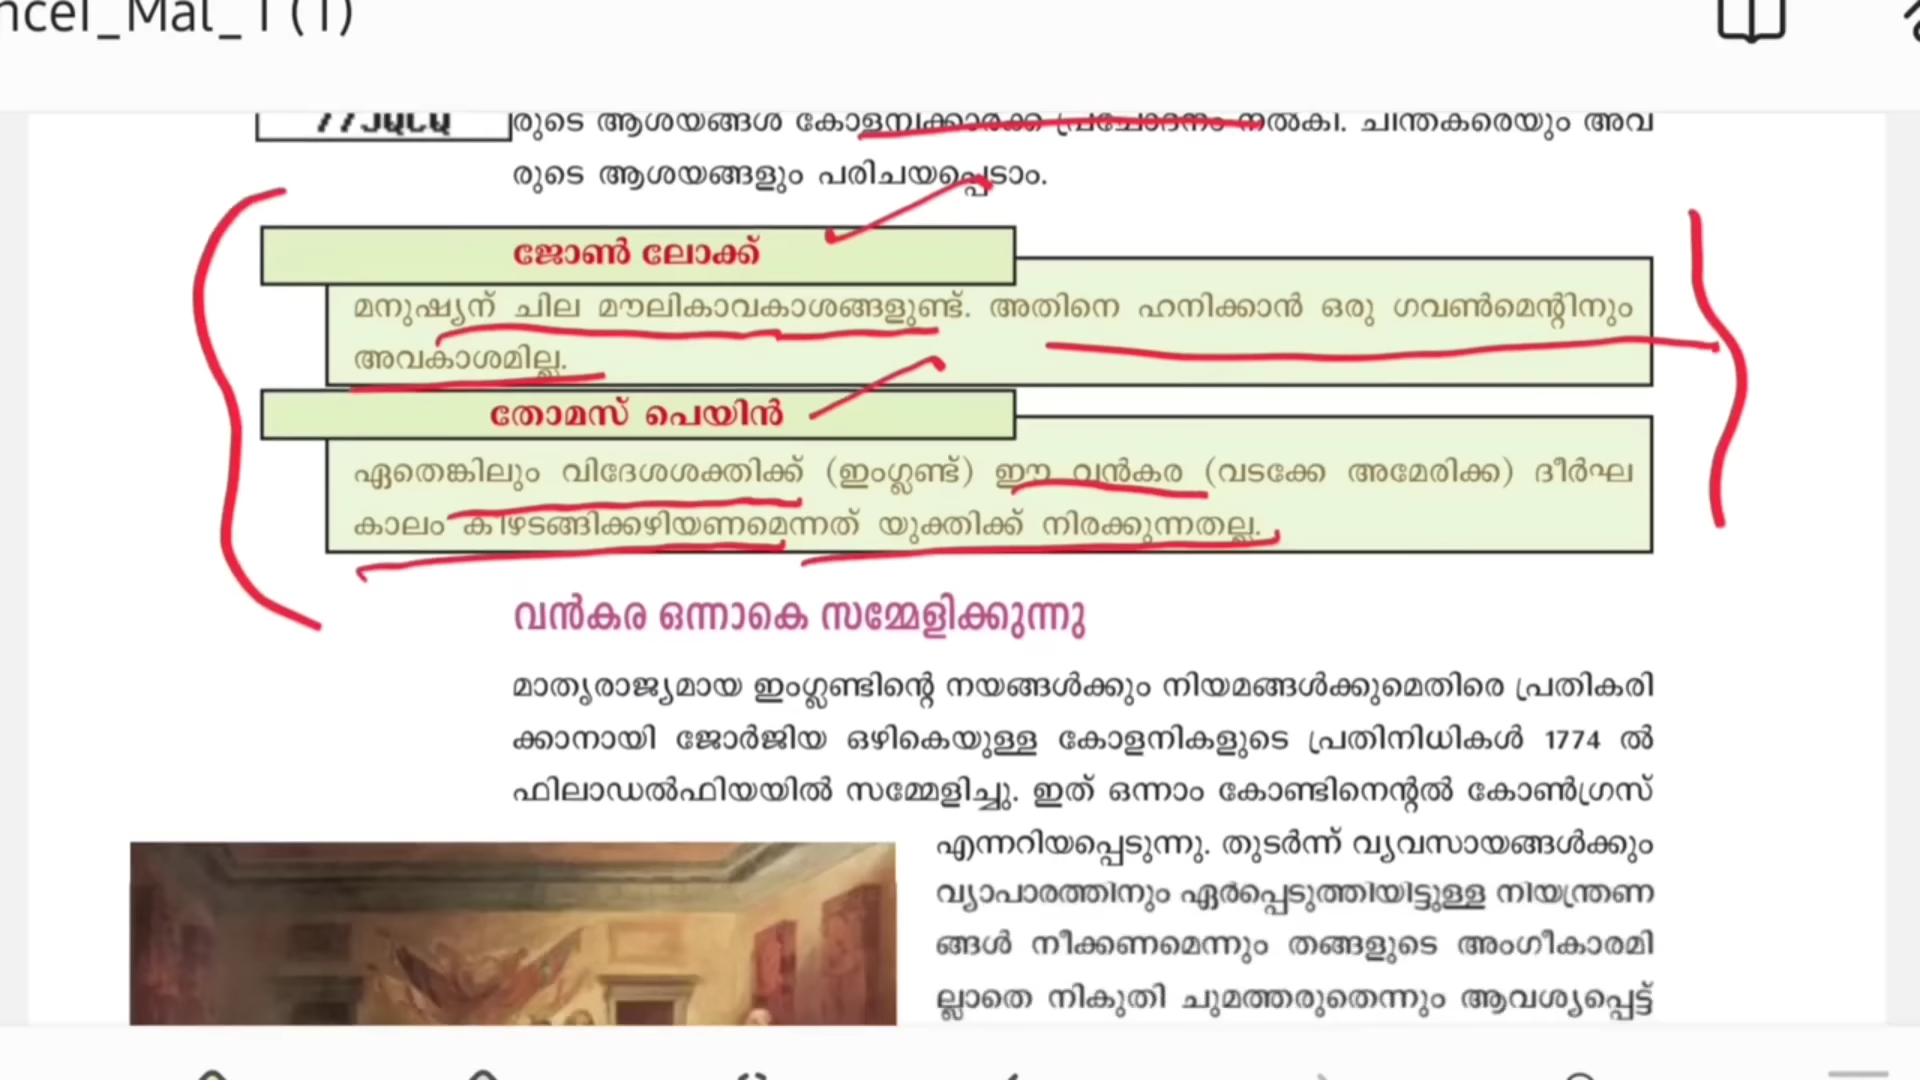 രുടെ ആശയങ്ങൾ കോളനിക്കാർക്ക് പ്രചോദനം നൽകി. ചിന്തകരെയും അവ
രുടെ ആശയങ്ങളും പരിചയപ്പെടാം.
ജോൺ ലോക്ക്
മനുഷ്യന് ചില മൗലികാവകാശങ്ങളുണ്ട്. അതിനെ ഹനിക്കാൻ ഒരു ഗവൺമെന്റിനും
അവകാശമില്ല.
തോമസ് പെയിൻ
ഏതെങ്കിലും വിദേശശക്തിക്ക് (ഇംഗ്ലണ്ട്) ഈ വൻകര (വടക്കേ അമേരിക്ക) ദീർഘ
കാലം കീഴടങ്ങിക്കഴിയണമെന്നത് യുക്തിക്ക് നിരക്കുന്നതല്ല.
വൻകര ഒന്നാകെ സമ്മേളിക്കുന്നു
മാതൃരാജ്യമായ ഇംഗ്ലണ്ടിന്റെ നയങ്ങൾക്കും നിയമങ്ങൾക്കുമെതിരെ പ്രതികരി
ക്കാനായി ജോർജിയ ഒഴികെയുള്ള കോളനികളുടെ പ്രതിനിധികൾ 1774 ൽ
ഫിലാഡൽഫിയയിൽ സമ്മേളിച്ചു. ഇത് ഒന്നാം കോണ്ടിനെന്റൽ കോൺഗ്രസ്
എന്നറിയപ്പെടുന്നു. തുടർന്ന് വ്യവസായങ്ങൾക്കും
വ്യാപാരത്തിനും ഏർപ്പെടുത്തിയിട്ടുള്ള നിയന്ത്രണ
ങ്ങൾ നീക്കണമെന്നും തങ്ങളുടെ അംഗീകാരമി
ല്ലാതെ നികുതി ചുമത്തരുതെന്നും ആവശ്യപ്പെട്ട്